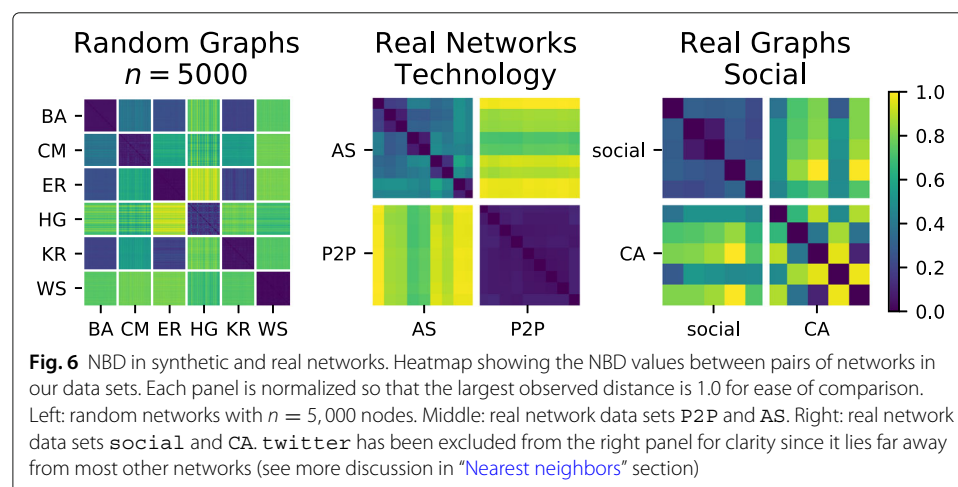 Random Graphs
n = 5000
Real Networks
Technology
Real Graphs
Social
BA
CM
ER
HG
KR
WS
BA CM ER HG KR WS
AS
P2P
AS P2P
social
CA
social CA
1.0
0.8
0.6
0.4
0.2
0.0
Fig. 6 NBD in synthetic and real networks. Heatmap showing the NBD values between pairs of networks in
our data sets. Each panel is normalized so that the largest observed distance is 1.0 for ease of comparison.
Left: random networks with n = 5, 000 nodes. Middle: real network data sets P2P and AS. Right: real network
data sets social and CA. twitter has been excluded from the right panel for clarity since it lies far away
from most other networks (see more discussion in “Nearest neighbors” section)